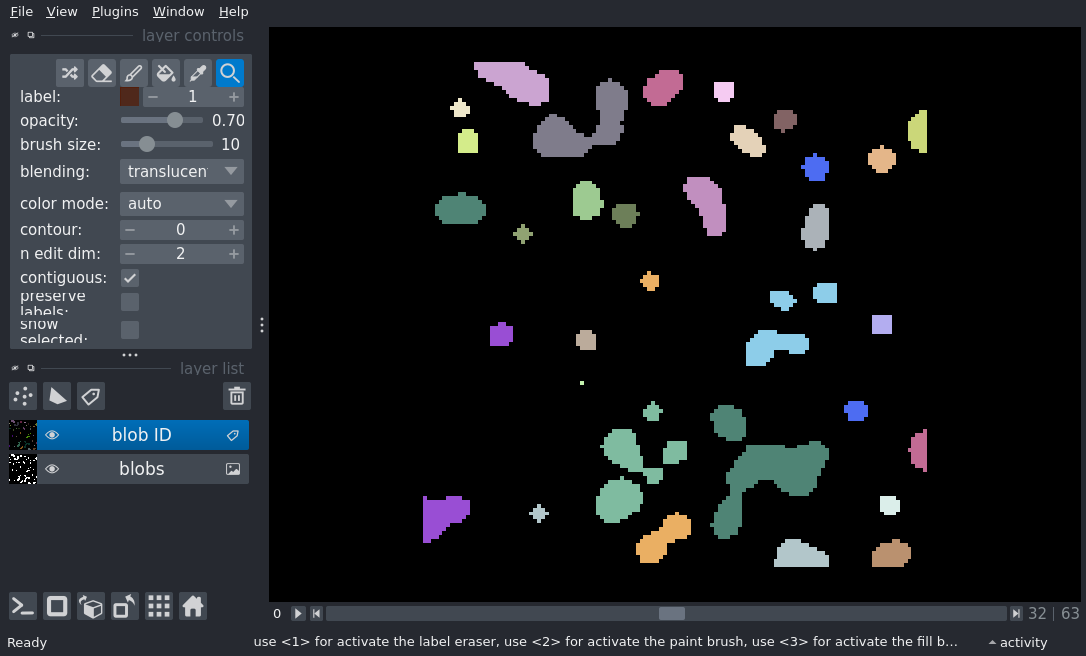 File View Plugins Window Help
layer controls
label: 1
opacity: 0.70
brush size: 10
blending: translucen
color mode: auto
contour: 0
n edit dim: 2
contiguous:
preserve
labels:
show
selected:
layer list
blob ID
blobs
0 32 | 63
Ready use <1> for activate the label eraser, use <2> for activate the paint brush, use <3> for activate the fill b... activity